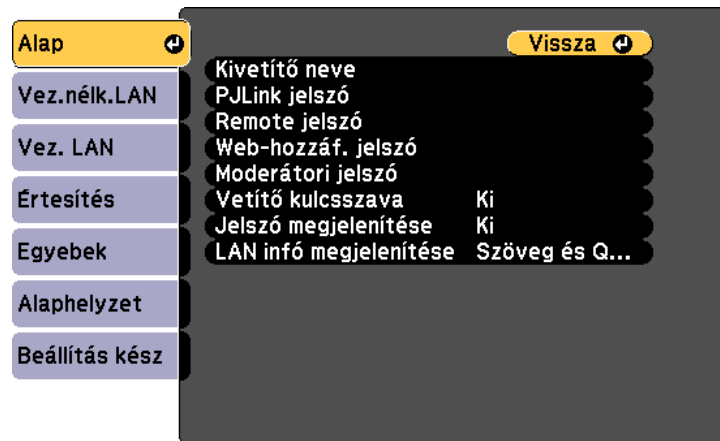 Alap
Vez.nélk.LAN
Vez. LAN
Értesítés
Egyebek
Alaphelyzet
Beállítás kész
Vissza
Kivetítő neve
PJLink jelszó
Remote jelszó
Web-hozzáf. jelszó
Moderátori jelszó
Vetítő kulcsszava Ki
Jelszó megjelenítése Ki
LAN infó megjelenítése Szöveg és Q...